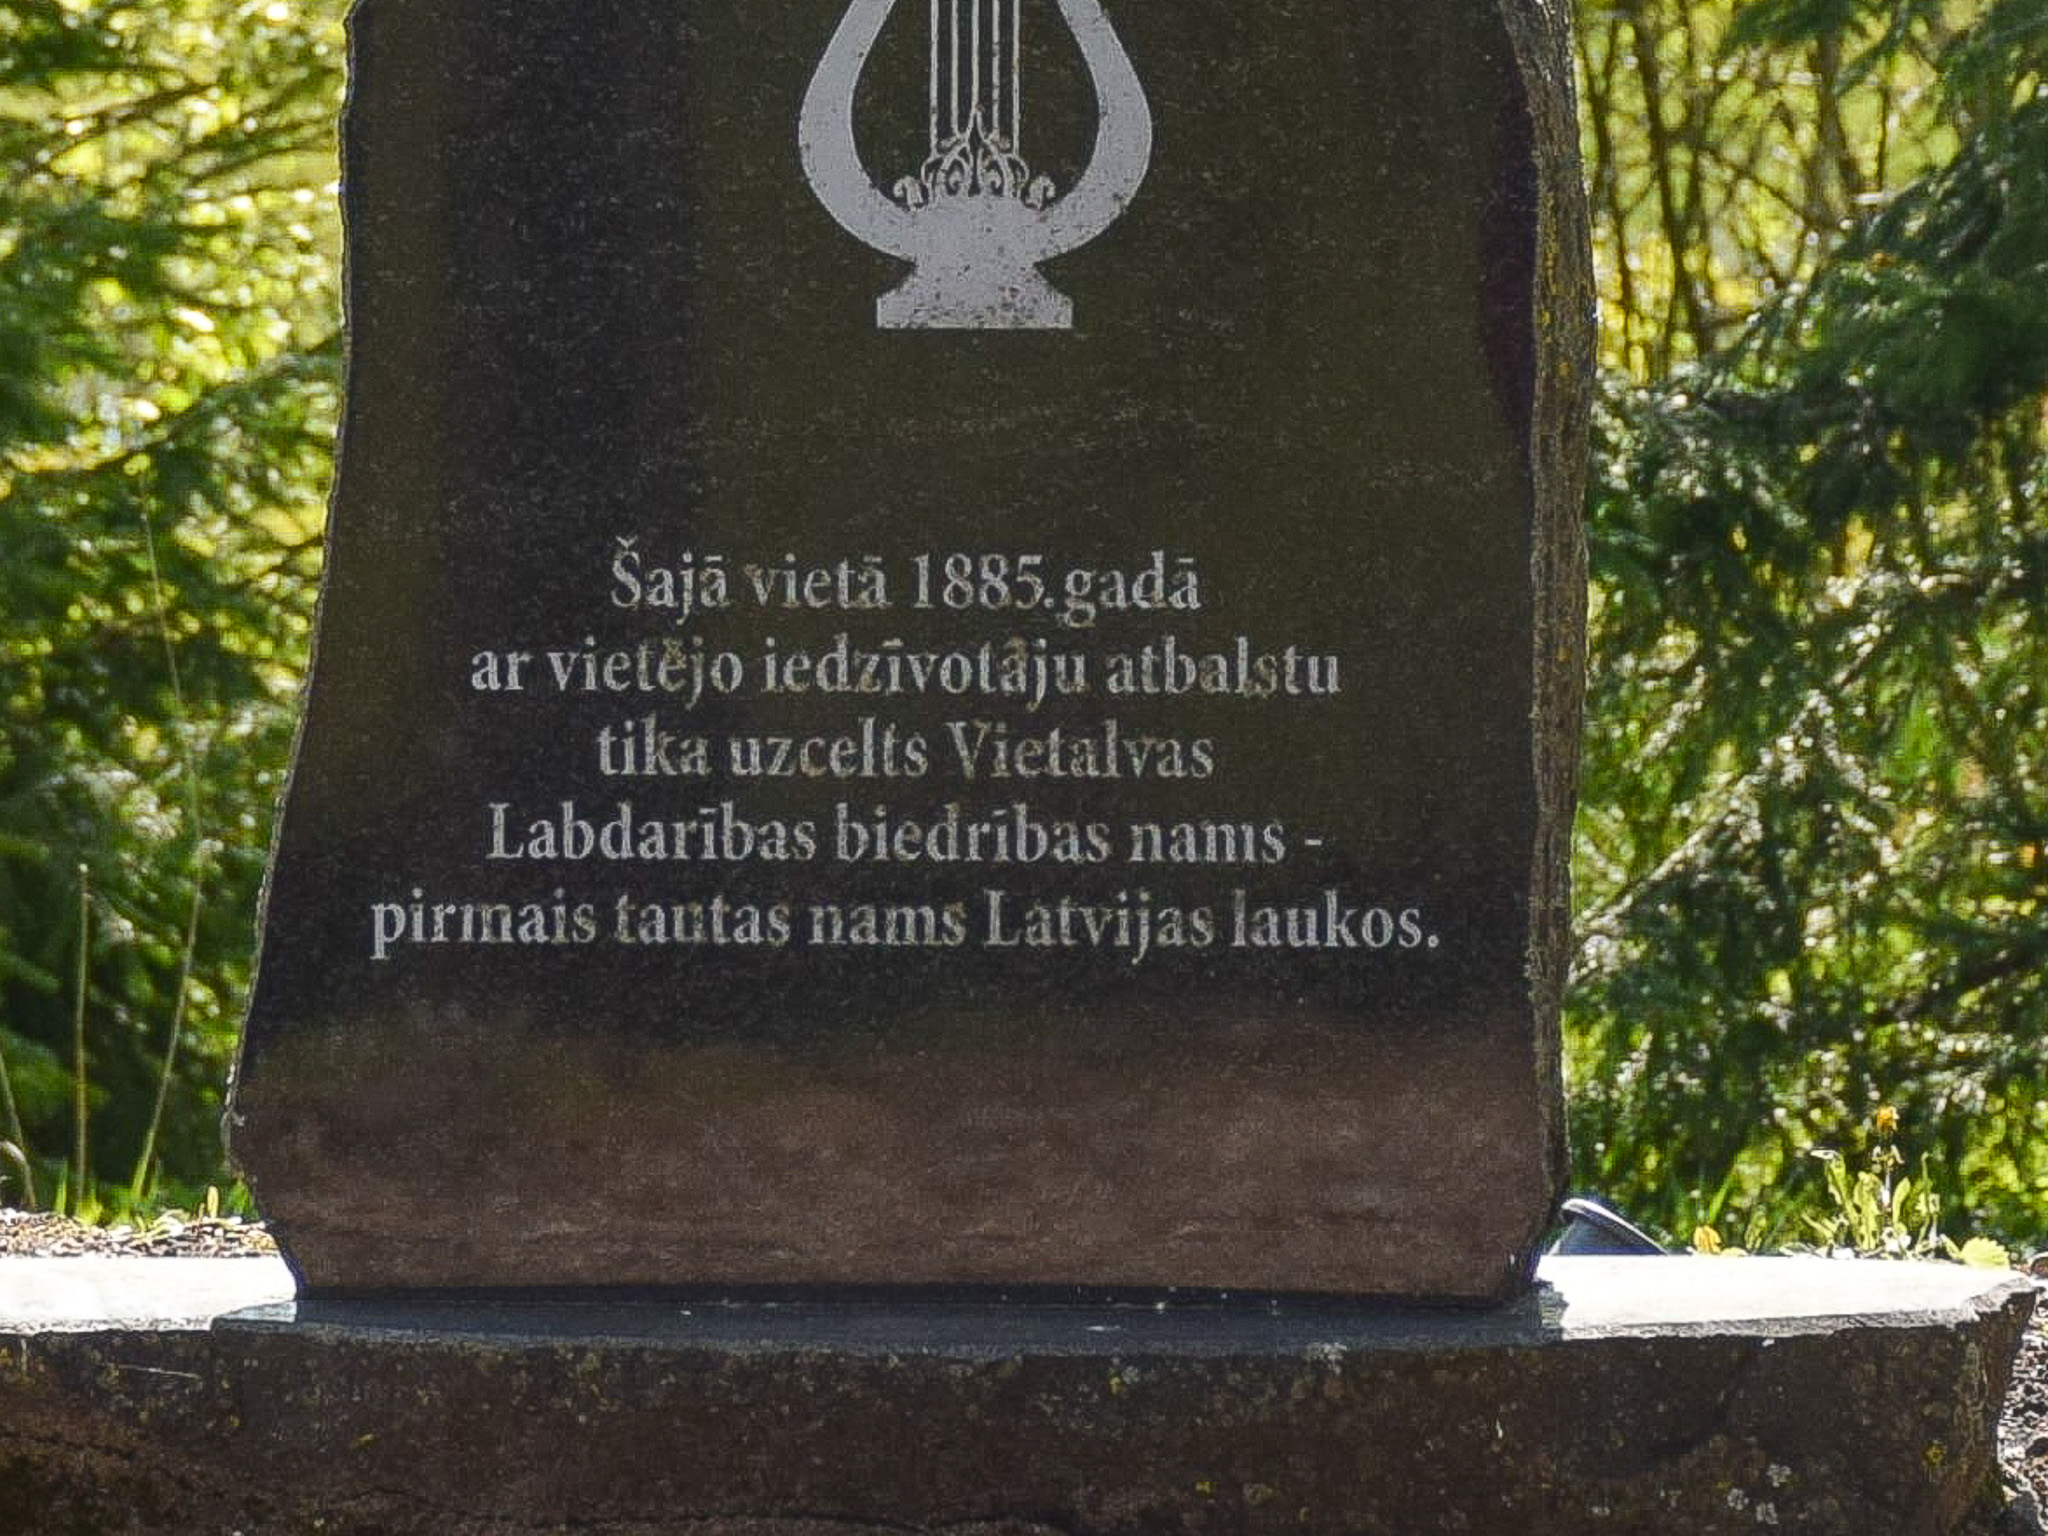 Šajā vietā 1885.gadā
ar vietējo iedzīvotāju atbalstu
tika uzcelts Vietalvas
Labdarības biedrības nams -
pirmais tautas nams Latvijas laukos.